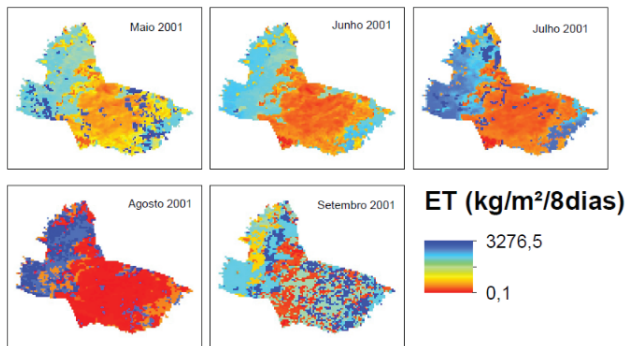 Maio 2001
Junho 2001
Julho 2001
Agosto 2001
Setembro 2001
ET (kg/m²/8dias)
3276,5
0,1